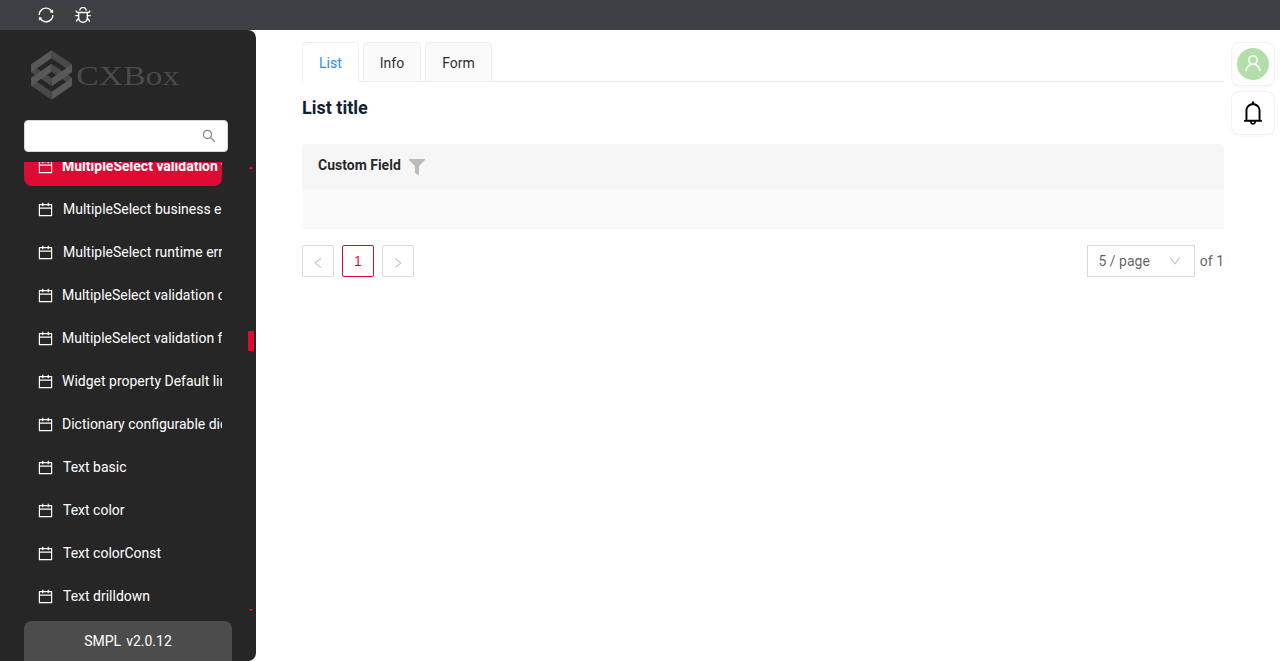 CXBox
MultipleSelect validation
MultipleSelect business e
MultipleSelect runtime err
MultipleSelect validation c
MultipleSelect validation f
Widget property Default li
Dictionary configurable di
Text basic
Text color
Text colorConst
Text drilldown
SMPL v2.0.12
List Info Form
List title
Custom Field
< 1 >
5 / page of 1